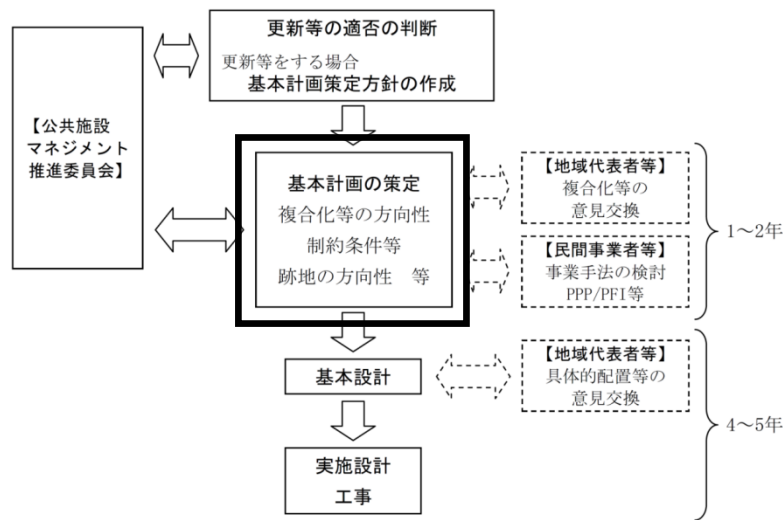 更新等の適否の判断
更新等をする場合
基本計画策定方針の作成
【公共施設
マネジメント
推進委員会】
基本計画の策定
複合化等の方向性
制約条件等
跡地の方向性　等
【地域代表者等】
複合化等の
意見交換
【民間事業者等】
事業手法の検討
PPP/PFI等
1～2年
基本設計
【地域代表者等】
具体的配置等の
意見交換
4～5年
実施設計
工事